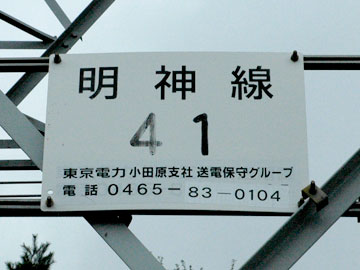 明神線
41
東京電力 小田原支社 送電保守グループ
電話 0465-83-0104